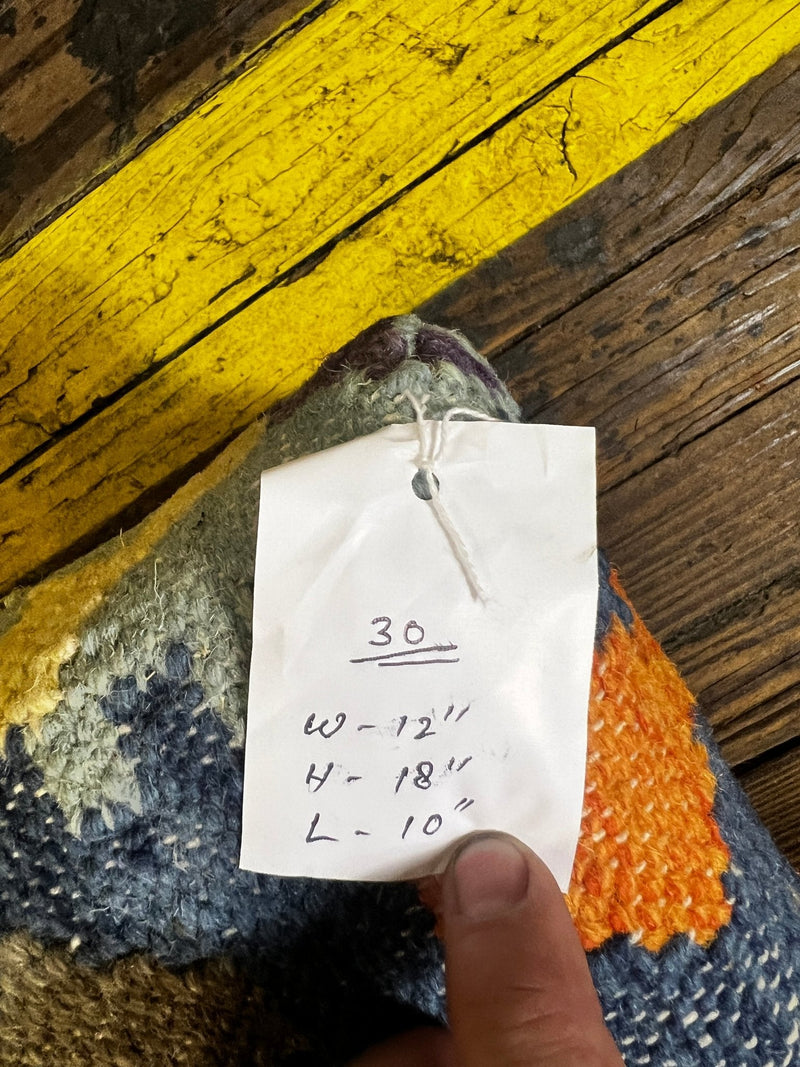 30
W - 12"
H - 18"
L - 10"